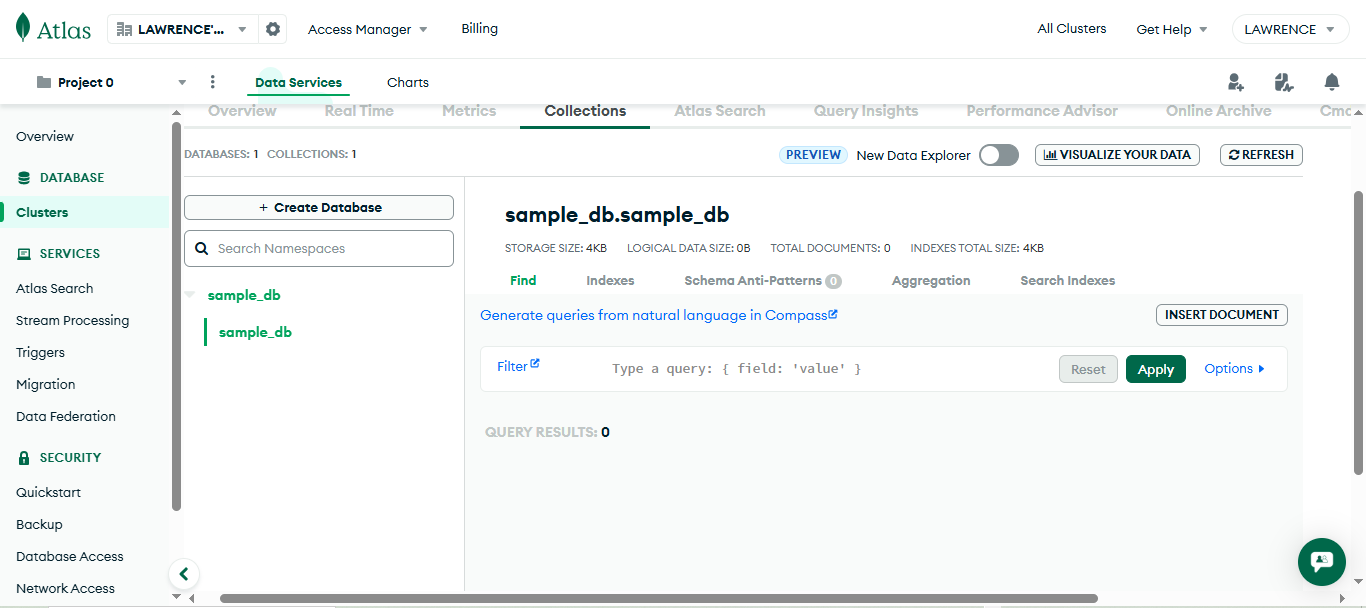 Atlas
LAWRENCE'...
Access Manager
Billing
All Clusters
Get Help
LAWRENCE
Project 0
Data Services
Charts
Overview
Real Time
Metrics
Collections
Atlas Search
Query Insights
Performance Advisor
Online Archive
Cmd
Overview
DATABASE
Clusters
SERVICES
Atlas Search
Stream Processing
Triggers
Migration
Data Federation
SECURITY
Quickstart
Backup
Database Access
Network Access
DATABASES: 1 COLLECTIONS: 1
PREVIEW New Data Explorer
VISUALIZE YOUR DATA
REFRESH
+ Create Database
Search Namespaces
sample_db
sample_db
sample_db.sample_db
STORAGE SIZE: 4KB LOGICAL DATA SIZE: 0B TOTAL DOCUMENTS: 0 INDEXES TOTAL SIZE: 4KB
Find
Indexes
Schema Anti-Patterns 0
Aggregation
Search Indexes
Generate queries from natural language in Compass
INSERT DOCUMENT
Filter
Type a query: { field: 'value' }
Reset
Apply
Options
QUERY RESULTS: 0